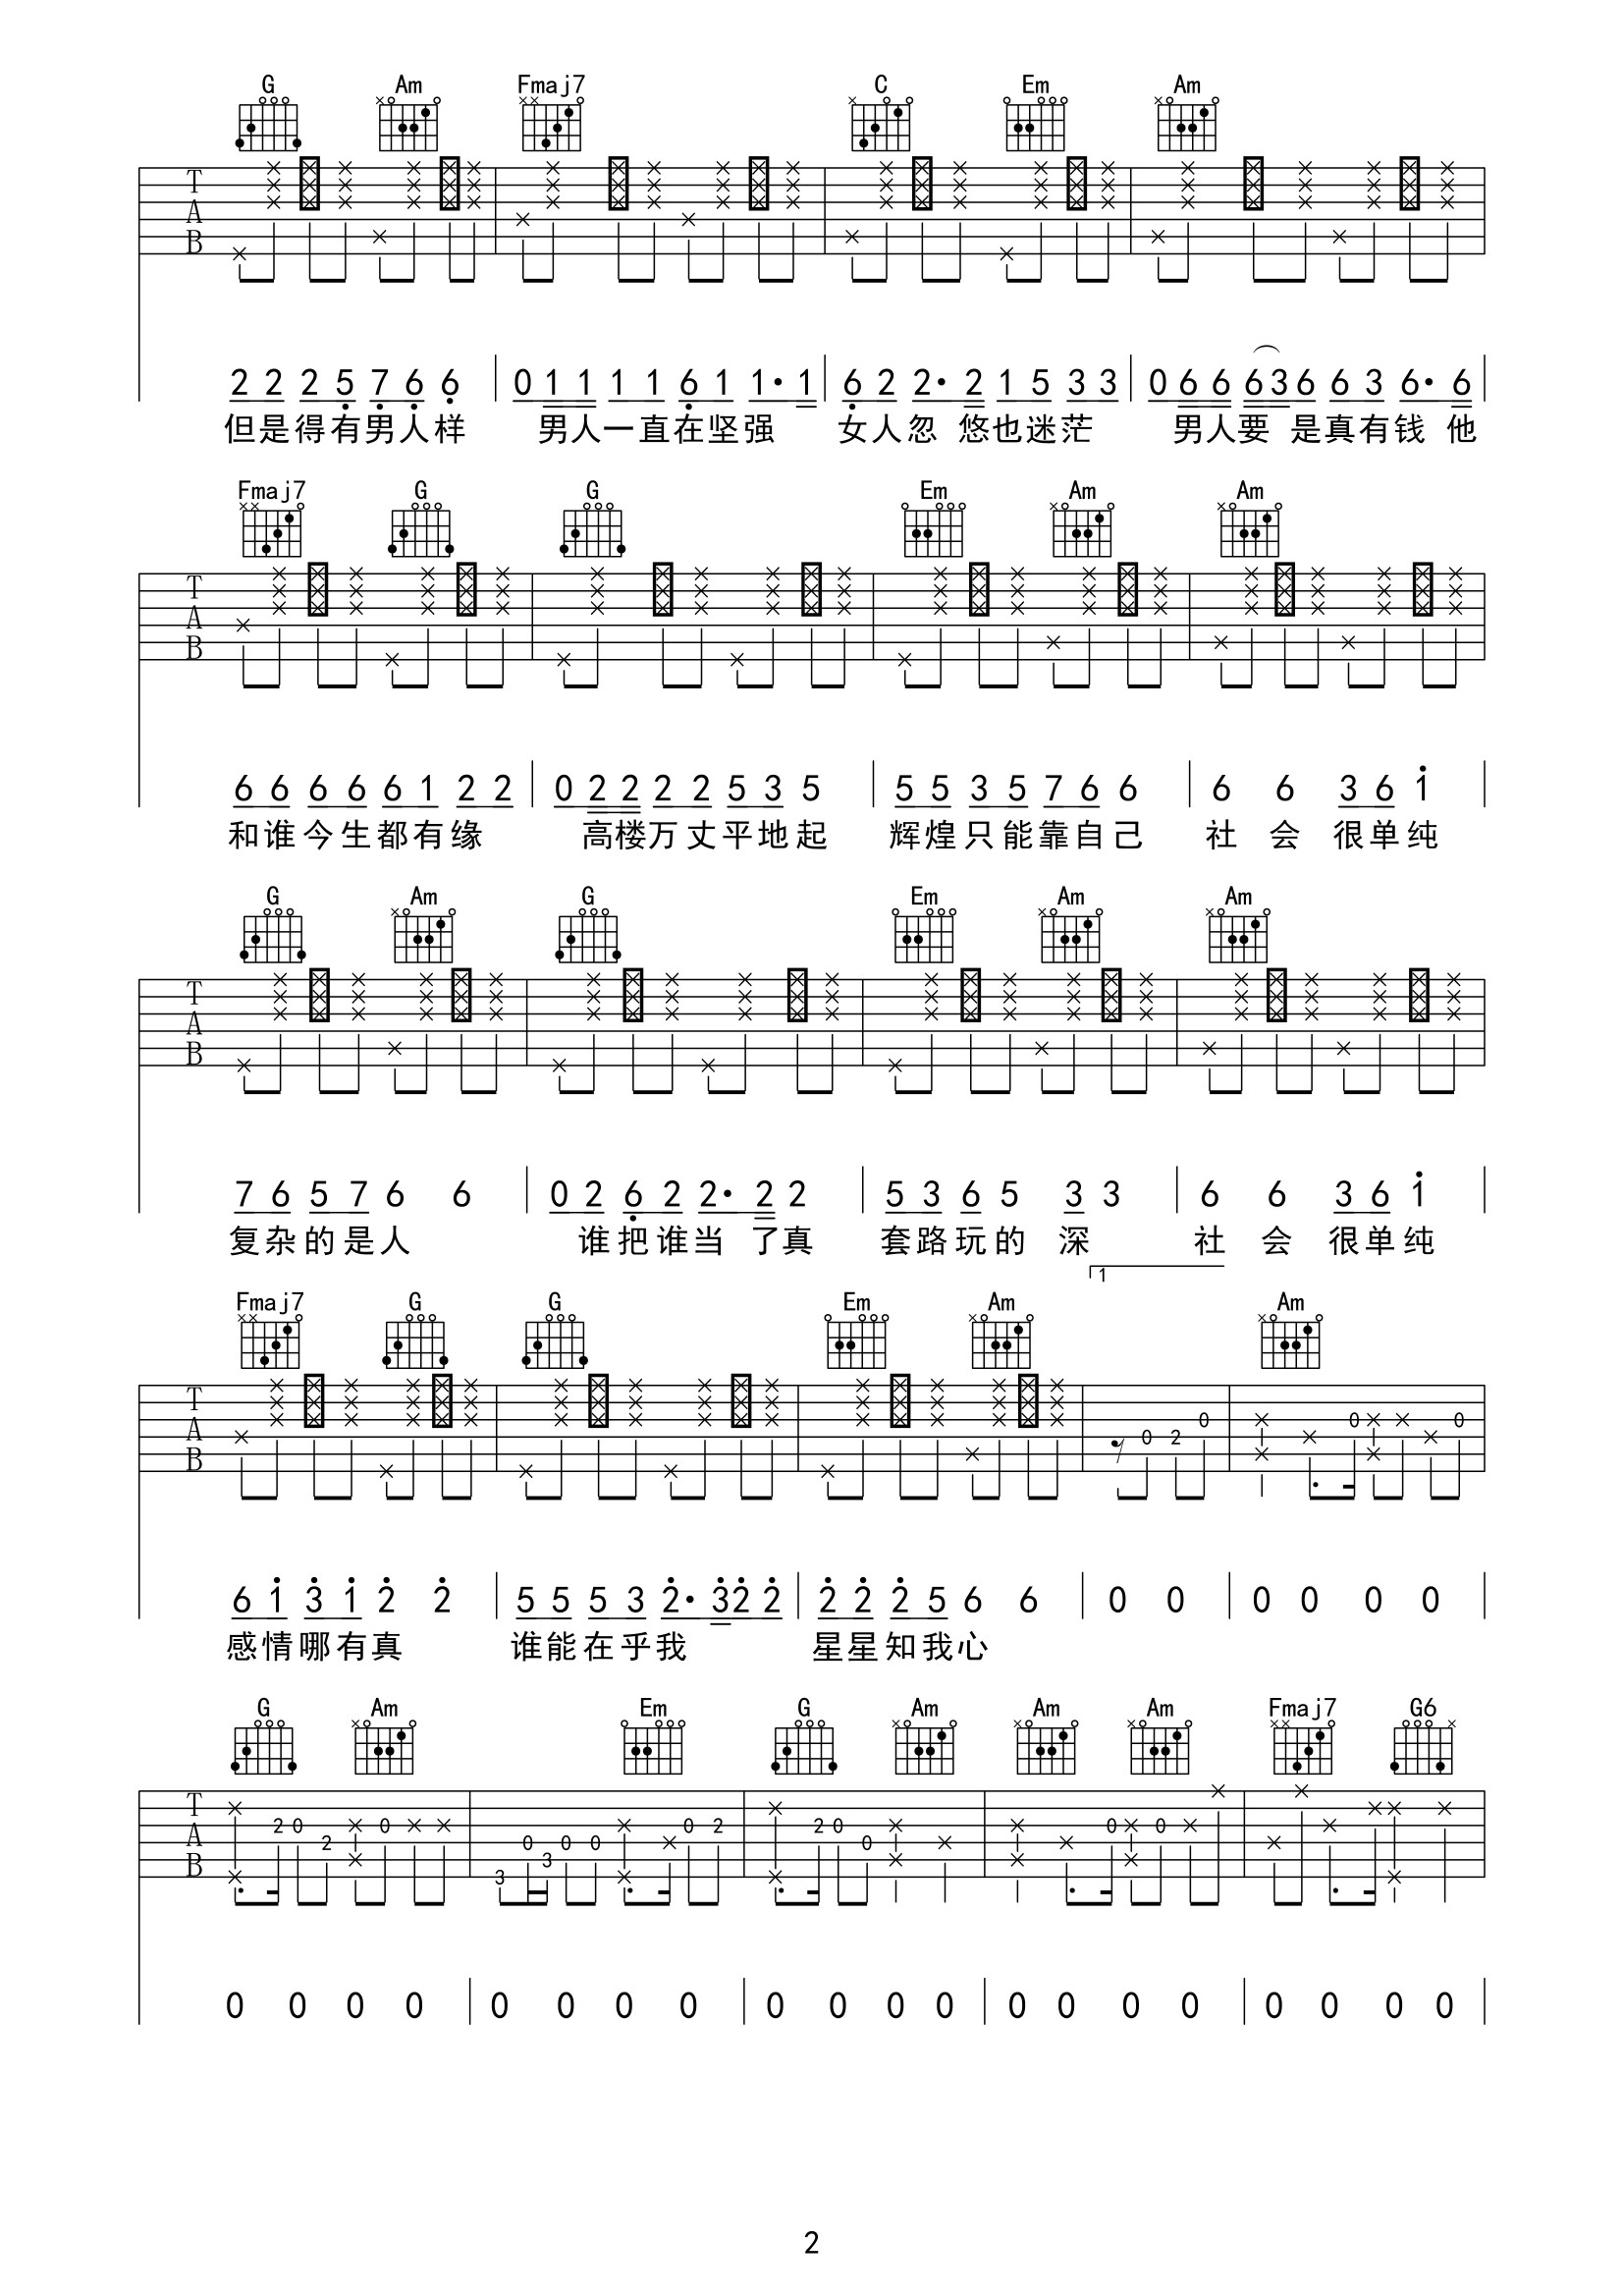 G Am Fmaj7 C Em Am
T
A
B
2 2 2 5 7 6 6 0 1 1 1 1 6 1 1· 1 6 2 2· 2 1 5 3 3 0 6 6 6 3 6 6 3 6· 6
但是得有男人样 男人一直在坚强 女人忽 悠也迷茫 男人要 是真有钱 他
Fmaj7 G G Em Am Am
T
A
B
6 6 6 6 6 1 2 2 0 2 2 2 2 5 3 5 5 5 3 5 7 6 6 6 6 3 6 1
和谁今生都有缘 高楼万丈平地起 辉煌只能靠自己 社 会 很单纯
G Am G Em Am Am
T
A
B
7 6 5 7 6 6 0 2 6 2 2· 2 2 5 3 6 5 3 3 6 6 3 6 1
复杂的是人 谁把谁当 了真 套路玩的 深 社 会 很单纯
1
Fmaj7 G G Em Am Am
T
A
B
0 2 0 0 0
6 1 3 1 2 2 5 5 5 3 2· 3 2 2 2 2 2 5 6 6 0 0 0 0 0 0
感情哪有真 谁能在乎我 星星知我心
G Am Em G Am Am Am Fmaj7 G6
T
A
B
2 0 2 0 3 0 3 0 0 0 2 2 0 0 0 0
0 0 0 0 0 0 0 0 0 0 0 0 0 0 0 0 0 0 0 0
2